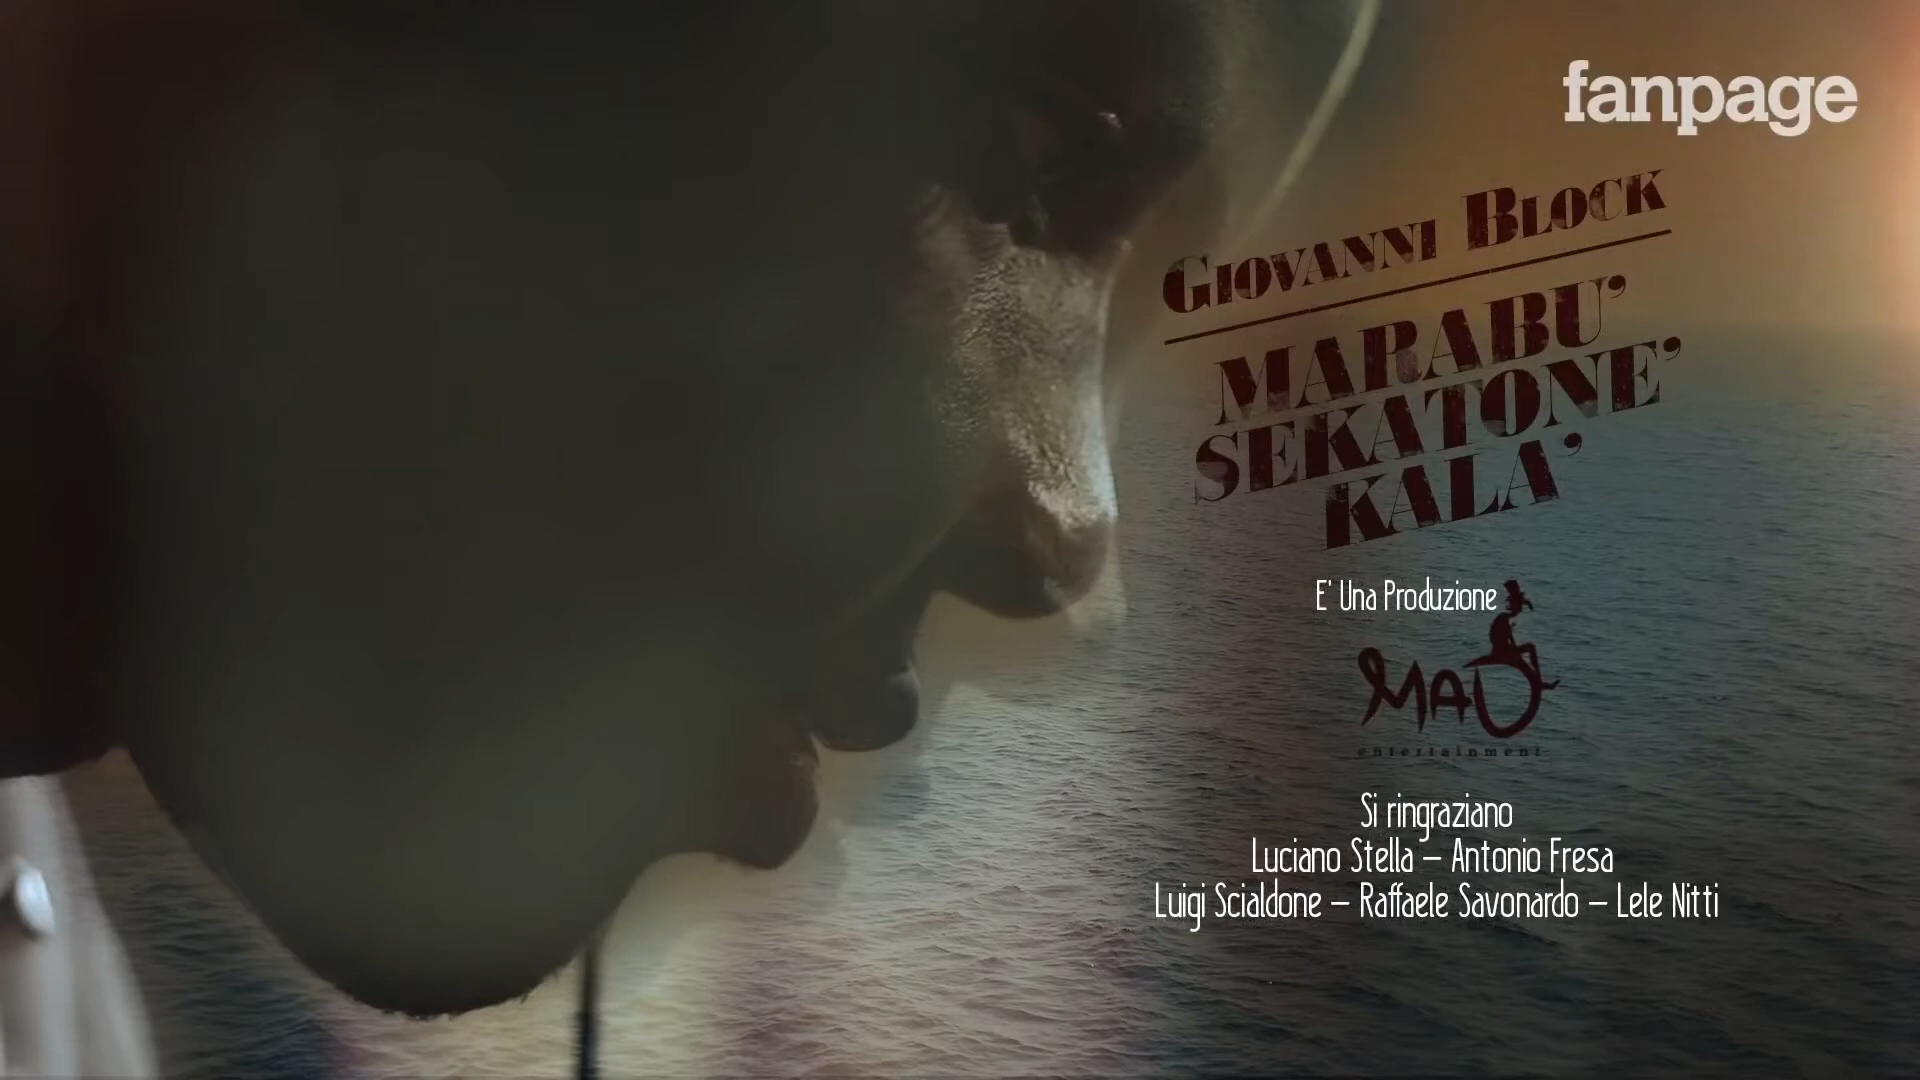 fanpage
GIOVANNI BLOCK
MARABU'
SEKATONE'
KALA'
E' Una Produzione
MAD
entertainment
Si ringraziano
Luciano Stella – Antonio Fresa
Luigi Scialdone – Raffaele Savonardo – Lele Nitti